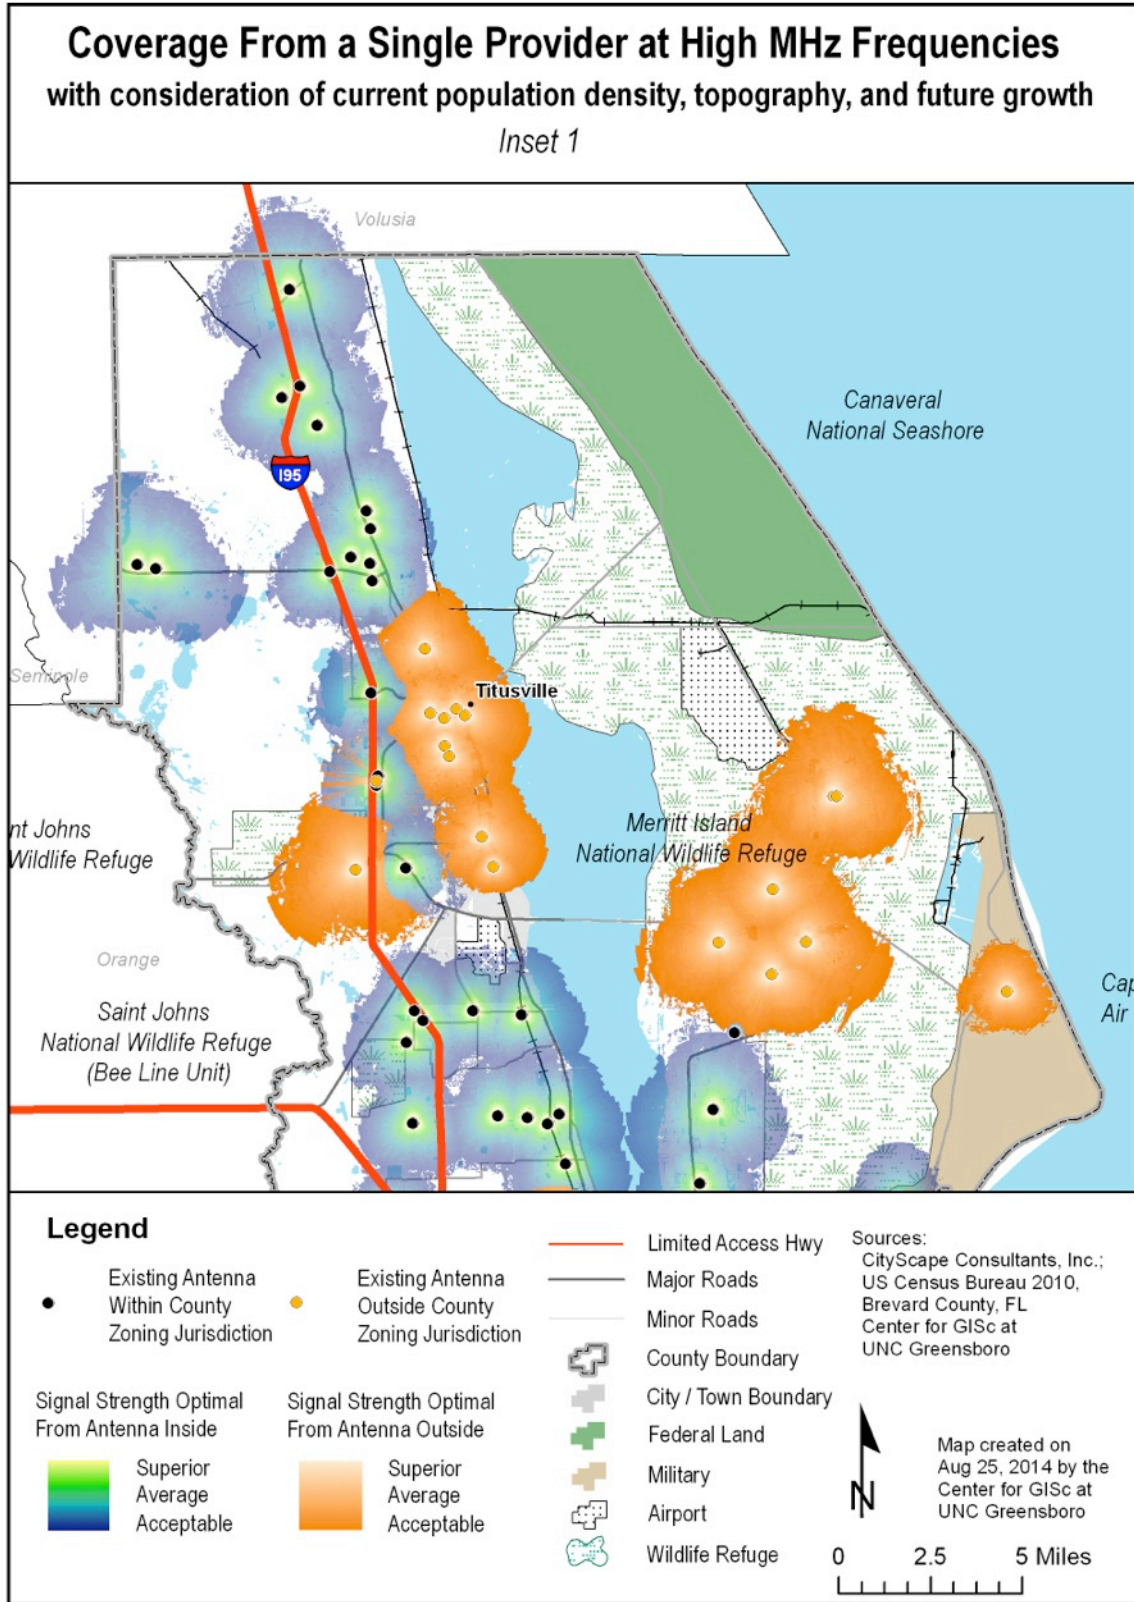 Coverage From a Single Provider at High MHz Frequencies
with consideration of current population density, topography, and future growth
Inset 1
Volusia
Canaveral
National Seashore
I95
Seminole
Titusville
nt Johns
Wildlife Refuge
Merritt Island
National Wildlife Refuge
Orange
Saint Johns
National Wildlife Refuge
(Bee Line Unit)
Cap
Air
Legend
Existing Antenna
Within County
Zoning Jurisdiction
Existing Antenna
Outside County
Zoning Jurisdiction
Signal Strength Optimal
From Antenna Inside
Superior
Average
Acceptable
Signal Strength Optimal
From Antenna Outside
Superior
Average
Acceptable
Limited Access Hwy
Major Roads
Minor Roads
County Boundary
City / Town Boundary
Federal Land
Military
Airport
Wildlife Refuge
Sources:
CityScape Consultants, Inc.;
US Census Bureau 2010,
Brevard County, FL
Center for GISc at
UNC Greensboro
N
Map created on
Aug 25, 2014 by the
Center for GISc at
UNC Greensboro
0 2.5 5 Miles